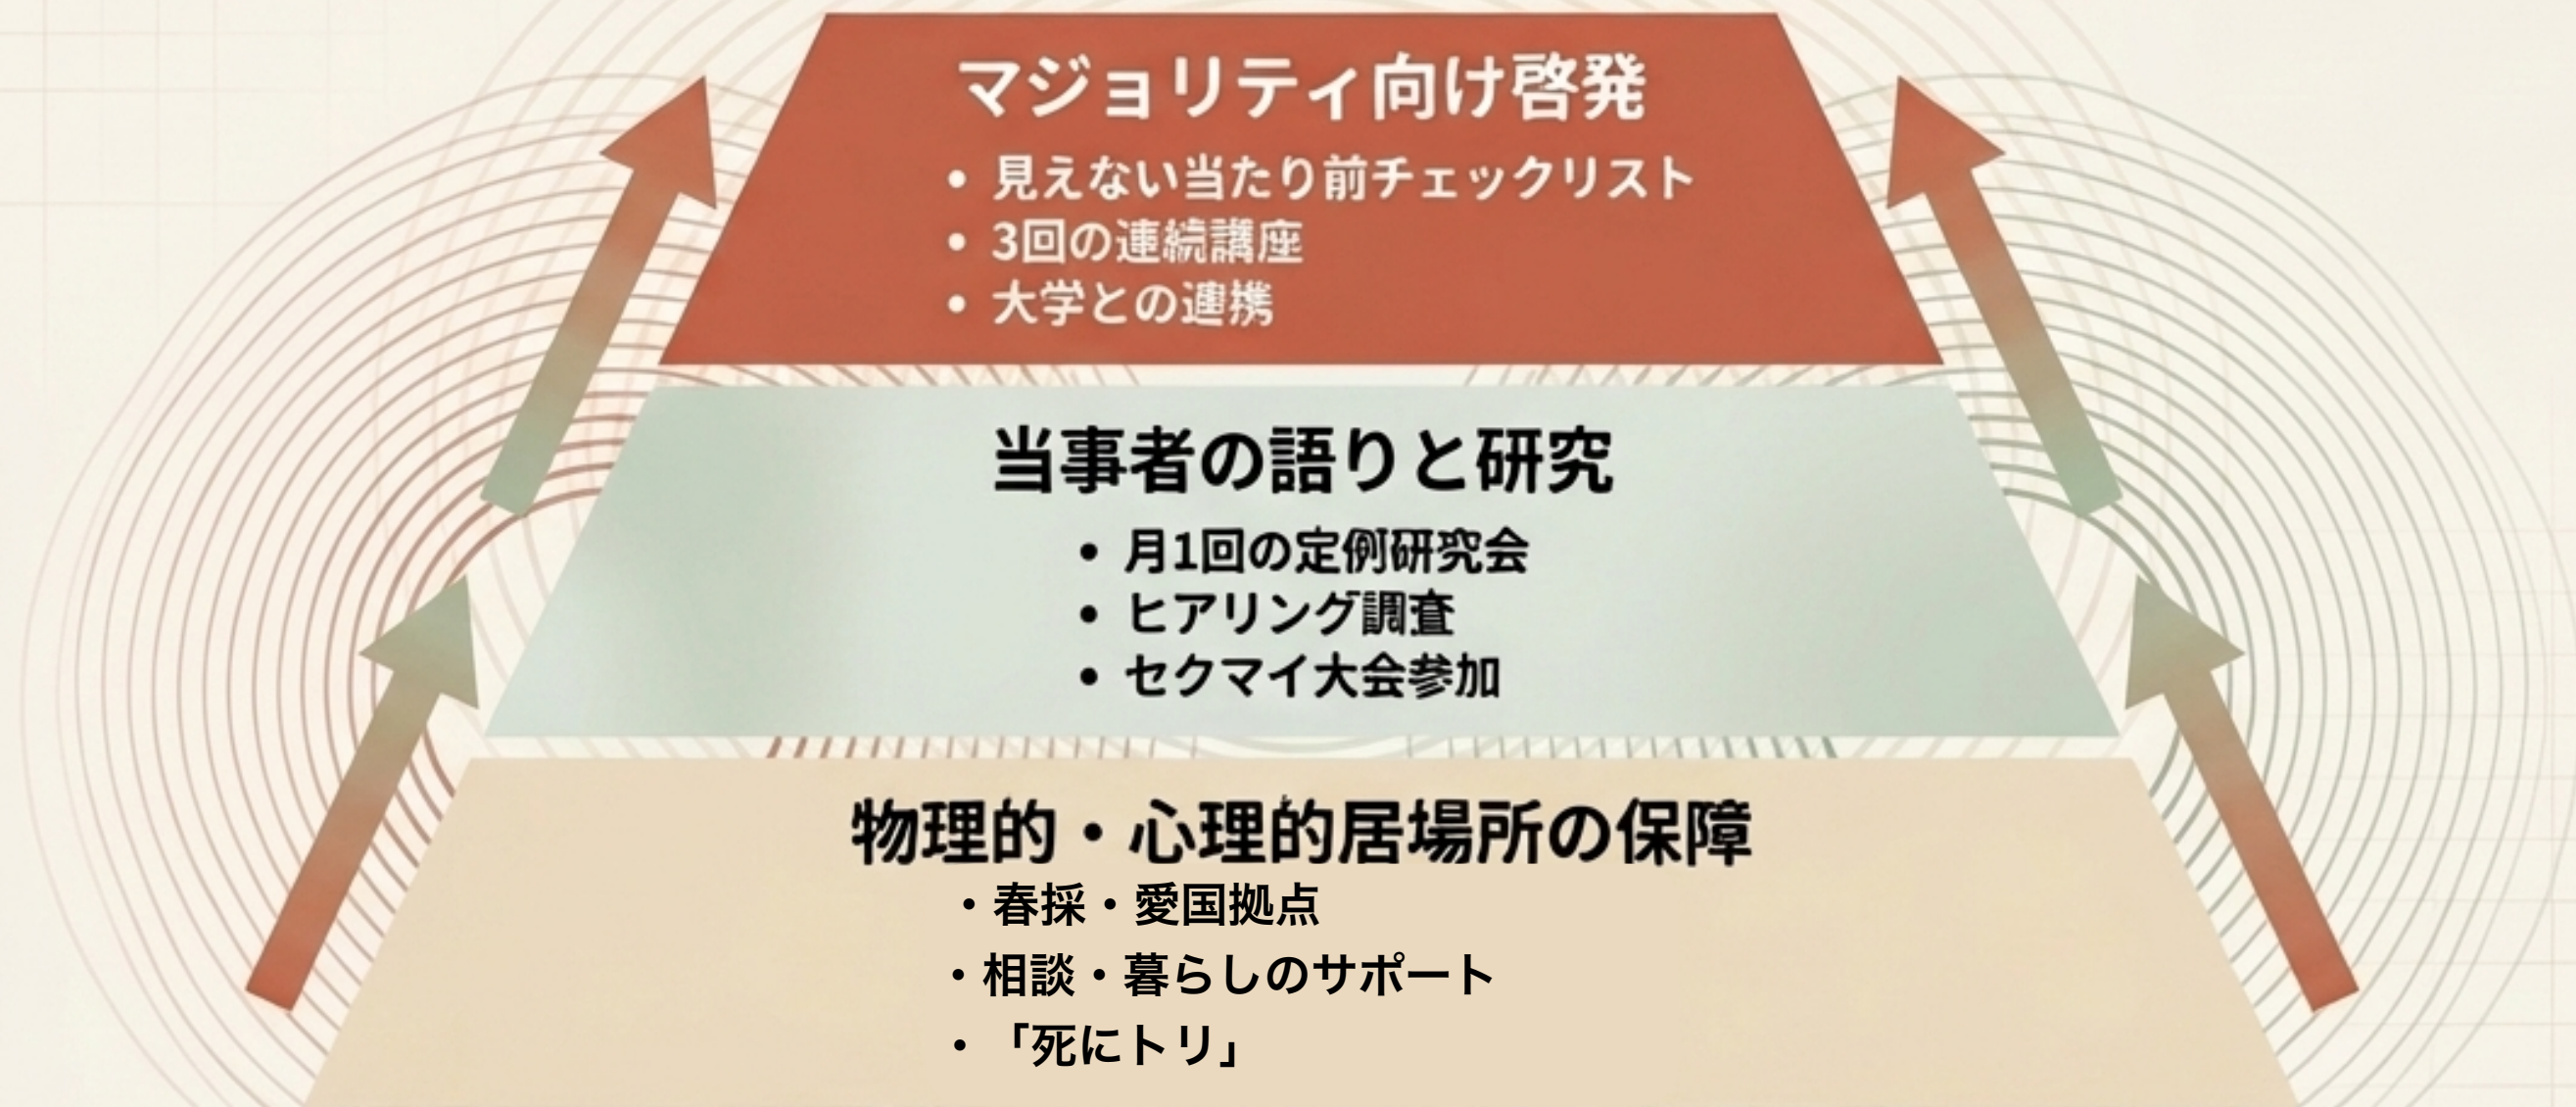 マジョリティ向け啓発
• 見えない当たり前チェックリスト
• 3回の連続講座
• 大学との連携
当事者の語りと研究
• 月1回の定例研究会
• ヒアリング調査
• セクマイ大会参加
物理的・心理的居場所の保障
・春採・愛国拠点
・相談・暮らしのサポート
・「死にトリ」